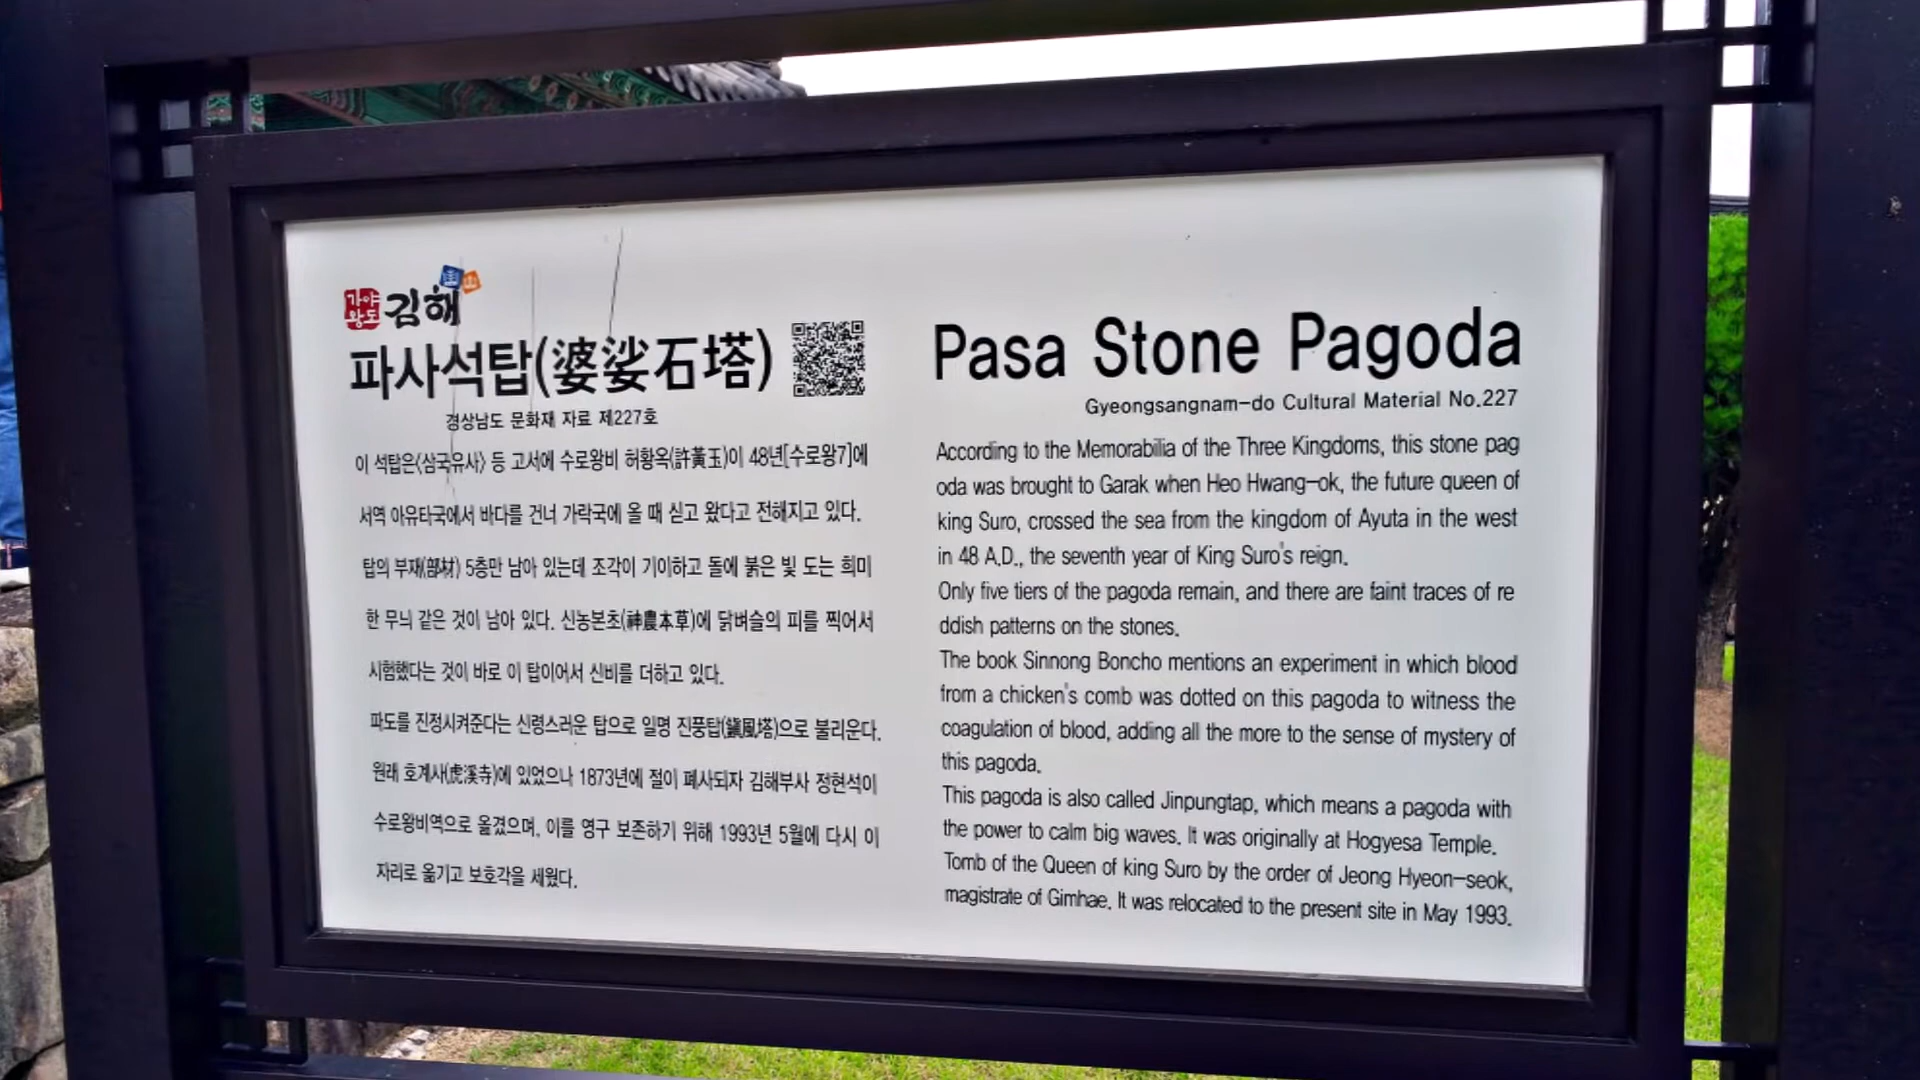 가야
왕도
김해
파사석탑(婆娑石塔)
경상남도 문화재 자료 제227호
이 석탑은〈삼국유사〉 등 고서에 수로왕비 허황옥(許黃玉)이 48년[수로왕7]에
서역 아유타국에서 바다를 건너 가락국에 올 때 싣고 왔다고 전해지고 있다.
탑의 부재(部材) 5층만 남아 있는데 조각이 기이하고 돌에 붉은 빛 도는 희미
한 무늬 같은 것이 남아 있다. 신농본초(神農本草)에 닭벼슬의 피를 찍어서
시험했다는 것이 바로 이 탑이어서 신비를 더하고 있다.
파도를 진정시켜준다는 신령스러운 탑으로 일명 진풍탑(鎭風塔)으로 불리운다.
원래 호계사(虎溪寺)에 있었으나 1873년에 절이 폐사되자 김해부사 정현석이
수로왕비역으로 옮겼으며, 이를 영구 보존하기 위해 1993년 5월에 다시 이
자리로 옮기고 보호각을 세웠다.
Pasa Stone Pagoda
Gyeongsangnam-do Cultural Material No.227
According to the Memorabilia of the Three Kingdoms, this stone pag
oda was brought to Garak when Heo Hwang-ok, the future queen of
king Suro, crossed the sea from the kingdom of Ayuta in the west
in 48 A.D., the seventh year of King Suro's reign.
Only five tiers of the pagoda remain, and there are faint traces of re
ddish patterns on the stones.
The book Sinnong Boncho mentions an experiment in which blood
from a chicken's comb was dotted on this pagoda to witness the
coagulation of blood, adding all the more to the sense of mystery of
this pagoda.
This pagoda is also called Jinpungtap, which means a pagoda with
the power to calm big waves. It was originally at Hogyesa Temple.
Tomb of the Queen of king Suro by the order of Jeong Hyeon-seok,
magistrate of Gimhae. It was relocated to the present site in May 1993.